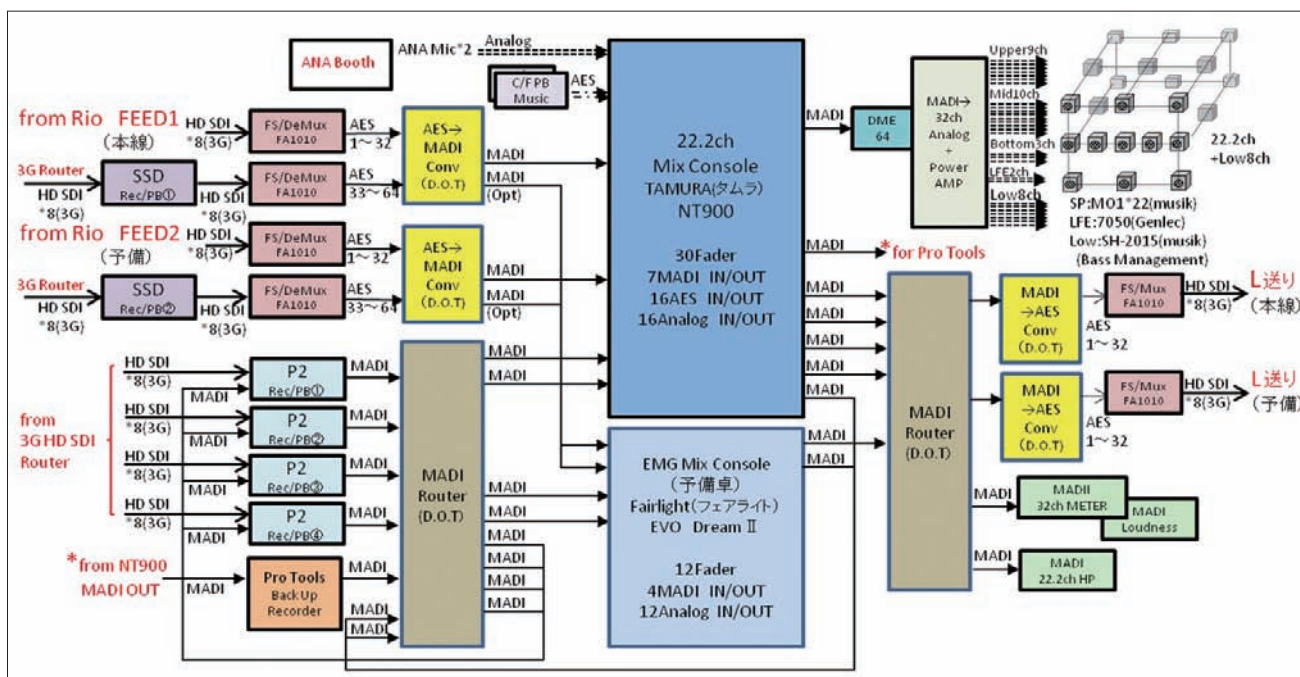 ANA Booth
ANA Mic*2
Analog
C/F PB
Music
AES
from Rio FEED1
(本線)
HD SDI
*8(3G)
FS/DeMux
FA1010
AES
1～32
AES→
MADI
Conv
(D.O.T)
MADI
MADI
(Opt)
3G Router
HD SDI
*8(3G)
SSD
Rec/PB①
HD SDI
*8(3G)
FS/DeMux
FA1010
AES
33～64
from Rio FEED2
(予備)
HD SDI
*8(3G)
FS/DeMux
FA1010
AES
1～32
AES→
MADI
Conv
(D.O.T)
MADI
MADI
(Opt)
3G Router
HD SDI
*8(3G)
SSD
Rec/PB②
HD SDI
*8(3G)
FS/DeMux
FA1010
AES
33～64
from
3G HD SDI
Router
HD SDI
*8(3G)
MADI
P2
Rec/PB①
MADI
HD SDI
*8(3G)
MADI
P2
Rec/PB②
MADI
HD SDI
*8(3G)
MADI
P2
Rec/PB③
MADI
HD SDI
*8(3G)
MADI
P2
Rec/PB④
MADI
*from NT900
MADI OUT
MADI
Pro Tools
Back Up
Recorder
MADI
MADI
MADI
MADI
Router
(D.O.T)
MADI
MADI
MADI
MADI
MADI
MADI
MADI
MADI
22.2ch
Mix Console
TAMURA(タムラ)
NT900
30Fader
7MADI IN/OUT
16AES IN/OUT
16Analog IN/OUT
EMG Mix Console
(予備卓)
Fairlight(フェアライト)
EVO Dream Ⅱ
12Fader
4MADI IN/OUT
12Analog IN/OUT
MADI
DME
64
MADI→
32ch
Analog
+
Power
AMP
Upper9ch
Mid10ch
Bottom3ch
LFE2ch
Low8ch
22.2ch
+Low8ch
SP:MO1*22(musik)
LFE:7050(Genlec)
Low:SH-2015(musik)
(Bass Management)
MADI
*for Pro Tools
MADI
MADI
MADI
MADI
MADI
MADI
MADI
MADI
Router
(D.O.T)
MADI
MADI
→AES
Conv
(D.O.T)
AES
1～32
FS/Mux
FA1010
HD SDI
*8(3G)
L送り
(本線)
MADI
MADI
→AES
Conv
(D.O.T)
AES
1～32
FS/Mux
FA1010
HD SDI
*8(3G)
L送り
(予備)
MADI
MADII
32ch METER
MADI
Loudness
MADI
MADI
22.2ch HP